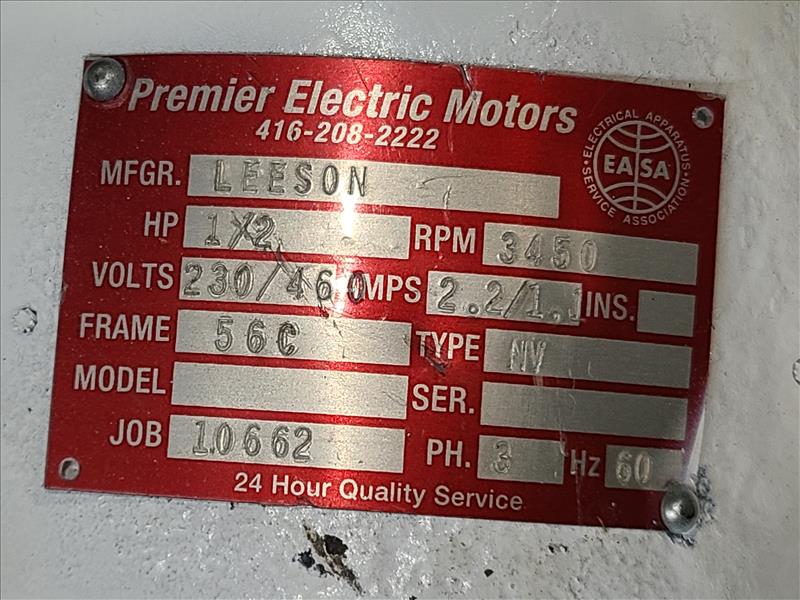 Premier Electric Motors
416-208-2222
ELECTRICAL APPARATUS
EASA
SERVICE ASSOCIATION
MFGR. LEESON
HP 1/2 RPM 3450
VOLTS 230/460 AMPS 2.2/1.1 INS.
FRAME 56C TYPE NV
MODEL SER.
JOB 10662 PH. 3 Hz 60
24 Hour Quality Service